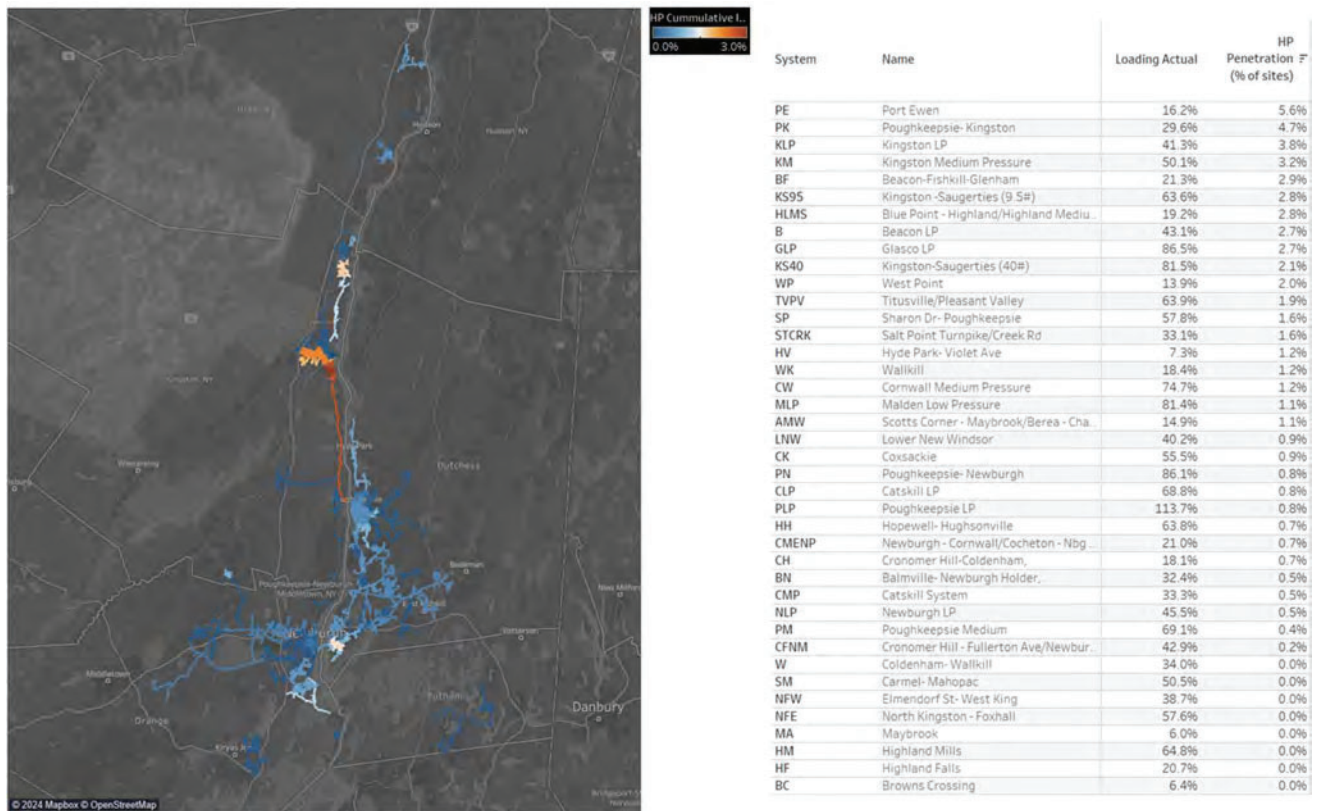 HP Cummulative I..
0.0% 3.0%
Hudson
Hudson, NY
Kingston, NY
Wawarsing
Dutchess
Beekman
Poughkeepsie-Newburgh-
Middletown, NY
East Fishkill
Patterson
New Milford
Middletown
Putnam
Danbury
Orange
Kiryas Joel
© 2024 Mapbox © OpenStreetMap
System Name Loading Actual HP Penetration (% of sites)
PE Port Ewen 16.2% 5.6%
PK Poughkeepsie- Kingston 29.6% 4.7%
KLP Kingston LP 41.3% 3.8%
KM Kingston Medium Pressure 50.1% 3.2%
BF Beacon-Fishkill-Glenham 21.3% 2.9%
KS95 Kingston -Saugerties (9.5#) 63.6% 2.8%
HLMS Blue Point - Highland/Highland Mediu.. 19.2% 2.8%
B Beacon LP 43.1% 2.7%
GLP Glasco LP 86.5% 2.7%
KS40 Kingston-Saugerties (40#) 81.5% 2.1%
WP West Point 13.9% 2.0%
TVPV Titusville/Pleasant Valley 63.9% 1.9%
SP Sharon Dr- Poughkeepsie 57.8% 1.6%
STCRK Salt Point Turnpike/Creek Rd 33.1% 1.6%
HV Hyde Park- Violet Ave 7.3% 1.2%
WK Wallkill 18.4% 1.2%
CW Cornwall Medium Pressure 74.7% 1.2%
MLP Malden Low Pressure 81.4% 1.1%
AMW Scotts Corner - Maybrook/Berea - Cha.. 14.9% 1.1%
LNW Lower New Windsor 40.2% 0.9%
CK Coxsackie 55.5% 0.9%
PN Poughkeepsie- Newburgh 86.1% 0.8%
CLP Catskill LP 68.8% 0.8%
PLP Poughkeepsie LP 113.7% 0.8%
HH Hopewell- Hughsonville 63.8% 0.7%
CMENP Newburgh - Cornwall/Cocheton - Nbg .. 21.0% 0.7%
CH Cronomer Hill-Coldenham, 18.1% 0.7%
BN Balmville- Newburgh Holder, 32.4% 0.5%
CMP Catskill System 33.3% 0.5%
NLP Newburgh LP 45.5% 0.5%
PM Poughkeepsie Medium 69.1% 0.4%
CFNM Cronomer Hill - Fullerton Ave/Newbur.. 42.9% 0.2%
W Coldenham- Wallkill 34.0% 0.0%
SM Carmel- Mahopac 50.5% 0.0%
NFW Elmendorf St- West King 38.7% 0.0%
NFE North Kingston - Foxhall 57.6% 0.0%
MA Maybrook 6.0% 0.0%
HM Highland Mills 64.8% 0.0%
HF Highland Falls 20.7% 0.0%
BC Browns Crossing 6.4% 0.0%